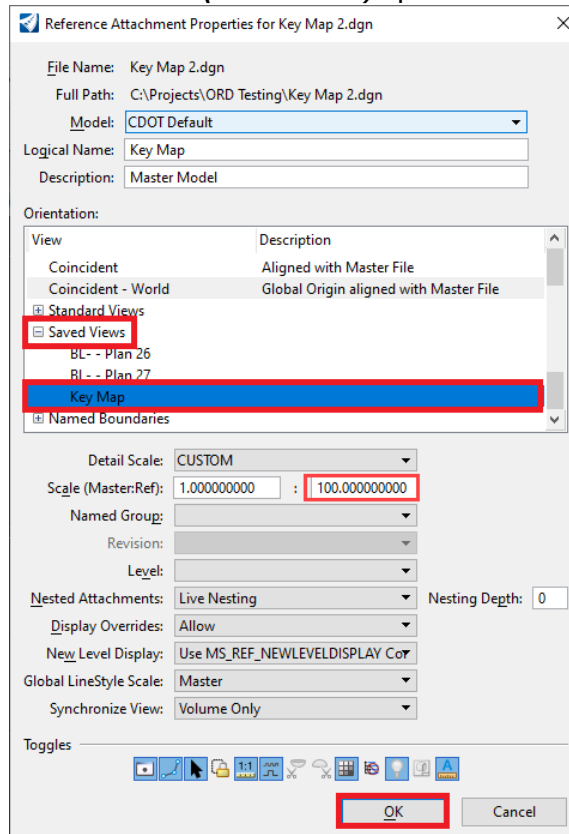 Reference Attachment Properties for Key Map 2.dgn
File Name: Key Map 2.dgn
Full Path: C:\Projects\ORD Testing\Key Map 2.dgn
Model: CDOT Default
Logical Name: Key Map
Description: Master Model
Orientation:
View Description
Coincident Aligned with Master File
Coincident - World Global Origin aligned with Master File
Standard Views
Saved Views
BL- - Plan 26
BL- - Plan 27
Key Map
Named Boundaries
Detail Scale: CUSTOM
Scale (Master:Ref): 1.000000000 : 100.000000000
Named Group:
Revision:
Level:
Nested Attachments: Live Nesting Nesting Depth: 0
Display Overrides: Allow
New Level Display: Use MS_REF_NEWLEVELDISPLAY
Global LineStyle Scale: Master
Synchronize View: Volume Only
Toggles
1:1 A
OK Cancel